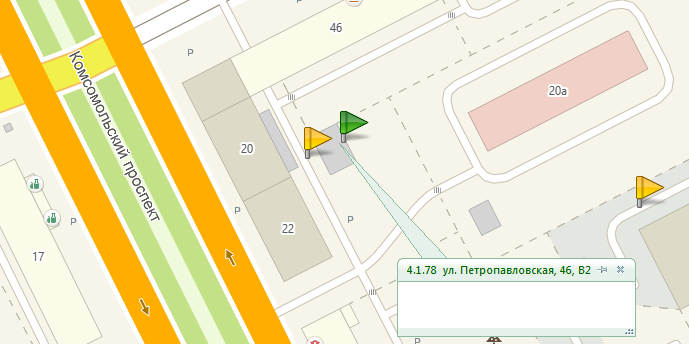 46
P
20а
20
Комсомольский проспект
P
P
P
22
17
4.1.78 ул. Петропавловская, 46, В2
P